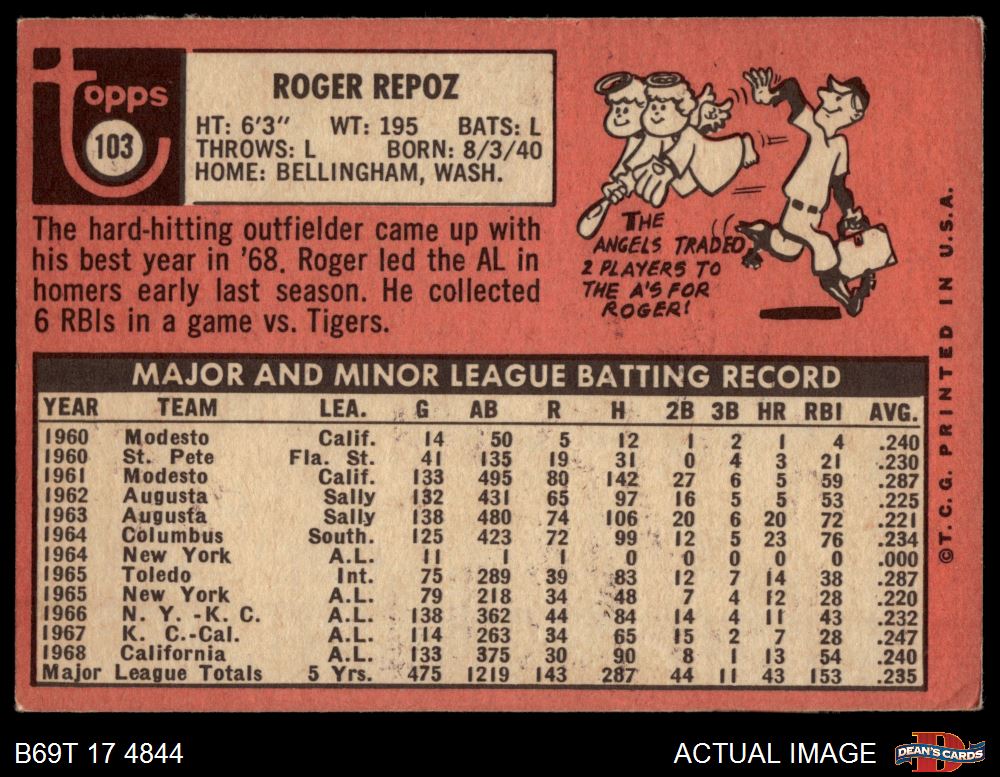 topps
103
ROGER REPOZ
HT: 6'3" WT: 195 BATS: L
THROWS: L BORN: 8/3/40
HOME: BELLINGHAM, WASH.
The hard-hitting outfielder came up with
his best year in '68. Roger led the AL in
homers early last season. He collected
6 RBIs in a game vs. Tigers.
THE
ANGELS TRADED
2 PLAYERS TO
THE A'S FOR
ROGER!
©T. C. G. PRINTED IN U.S.A.
MAJOR AND MINOR LEAGUE BATTING RECORD
YEAR TEAM LEA. G AB R H 2B 3B HR RBI AVG.
1960 Modesto Calif. 14 50 5 12 1 2 1 4 .240
1960 St. Pete Fla. St. 41 135 19 31 0 4 3 21 .230
1961 Modesto Calif. 133 495 80 142 27 6 5 59 .287
1962 Augusta Sally 132 431 65 97 16 5 5 53 .225
1963 Augusta Sally 138 480 74 106 20 6 20 72 .221
1964 Columbus South. 125 423 72 99 12 5 23 76 .234
1964 New York A.L. 11 1 1 0 0 0 0 0 .000
1965 Toledo Int. 75 289 39 83 12 7 14 38 .287
1965 New York A.L. 79 218 34 48 7 4 12 28 .220
1966 N. Y. -K. C. A.L. 138 362 44 84 14 4 11 43 .232
1967 K. C.-Cal. A.L. 114 263 34 65 15 2 7 28 .247
1968 California A.L. 133 375 30 90 8 1 13 54 .240
Major League Totals 5 Yrs. 475 1219 143 287 44 11 43 153 .235
B69T 17 4844
ACTUAL IMAGE
D
DEAN'S CARDS